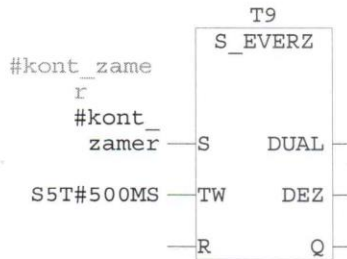 T9
S_EVERZ
#kont_zame
r
#kont_
zamer
S
DUAL
S5T#500MS
TW
DEZ
R
Q